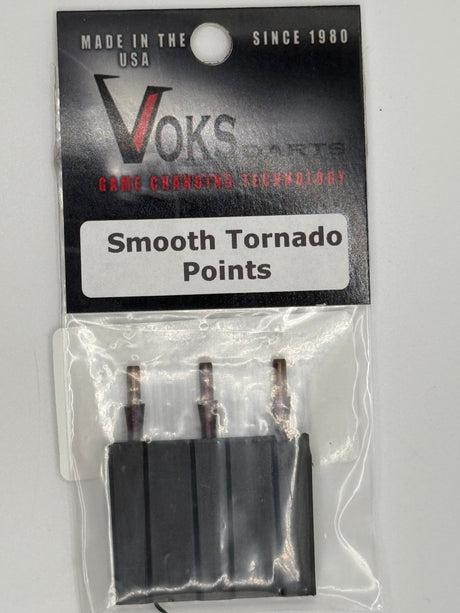 MADE IN THE USA
SINCE 1980
VOKS DARTS
GAME CHANGING TECHNOLOGY
Smooth Tornado
Points